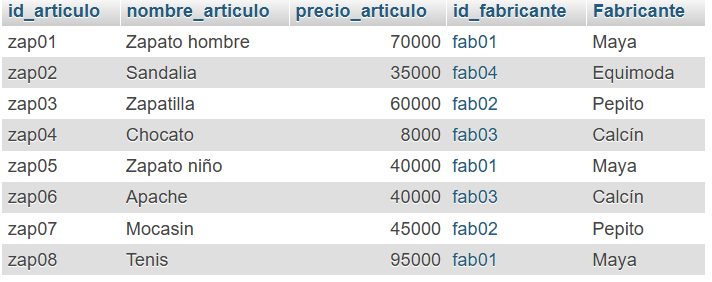 id_articulo nombre_articulo precio_articulo id_fabricante Fabricante
zap01 Zapato hombre 70000 fab01 Maya
zap02 Sandalia 35000 fab04 Equimoda
zap03 Zapatilla 60000 fab02 Pepito
zap04 Chocato 8000 fab03 Calcín
zap05 Zapato niño 40000 fab01 Maya
zap06 Apache 40000 fab03 Calcín
zap07 Mocasin 45000 fab02 Pepito
zap08 Tenis 95000 fab01 Maya